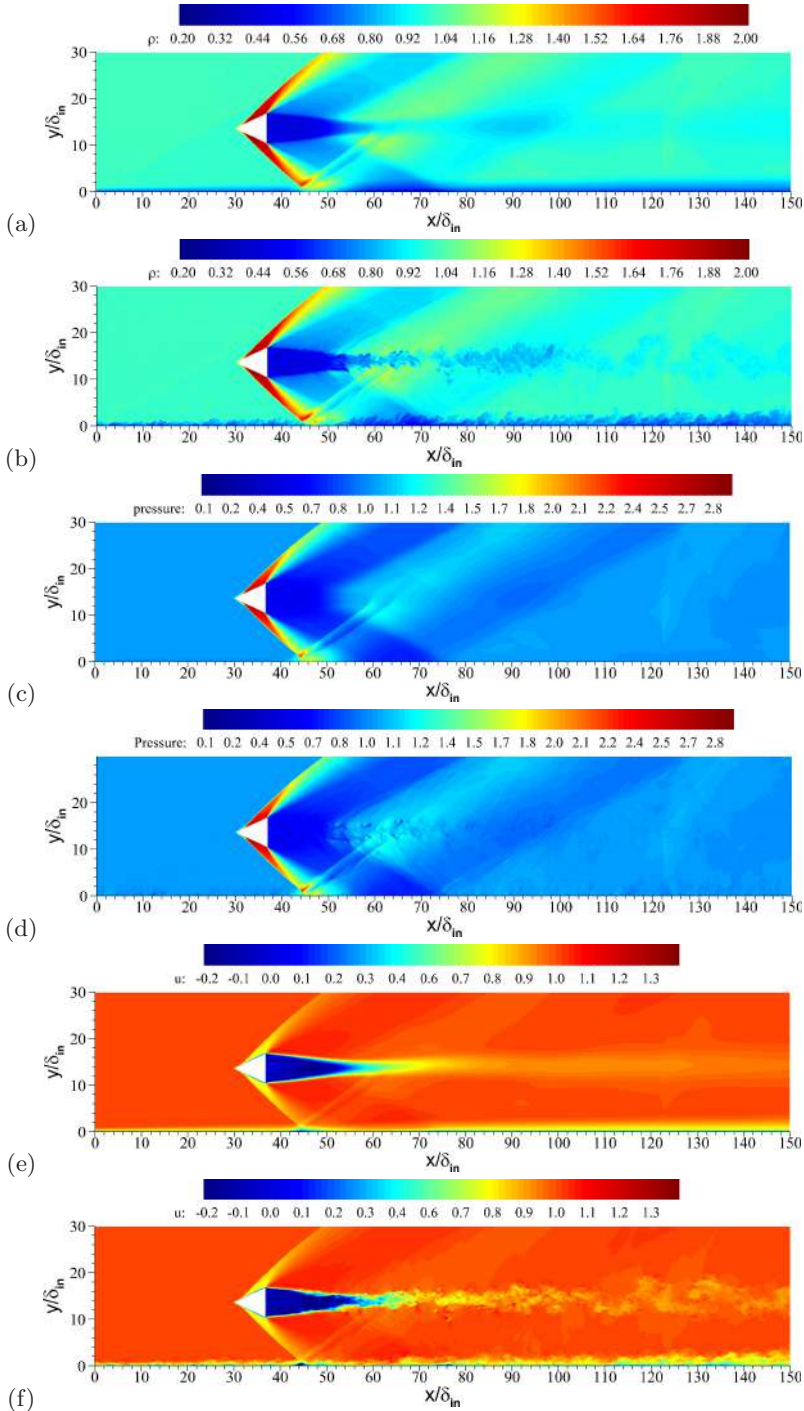 ρ: 0.20 0.32 0.44 0.56 0.68 0.80 0.92 1.04 1.16 1.28 1.40 1.52 1.64 1.76 1.88 2.00
30
20
10
0
y/δin
0 10 20 30 40 50 60 70 80 90 100 110 120 130 140 150
x/δin
(a)
ρ: 0.20 0.32 0.44 0.56 0.68 0.80 0.92 1.04 1.16 1.28 1.40 1.52 1.64 1.76 1.88 2.00
30
20
10
0
y/δin
0 10 20 30 40 50 60 70 80 90 100 110 120 130 140 150
x/δin
(b)
pressure: 0.1 0.2 0.4 0.5 0.7 0.8 1.0 1.1 1.2 1.4 1.5 1.7 1.8 2.0 2.1 2.2 2.4 2.5 2.7 2.8
30
20
10
0
y/δin
0 10 20 30 40 50 60 70 80 90 100 110 120 130 140 150
x/δin
(c)
Pressure: 0.1 0.2 0.4 0.5 0.7 0.8 1.0 1.1 1.2 1.4 1.5 1.7 1.8 2.0 2.1 2.2 2.4 2.5 2.7 2.8
20
10
0
y/δin
0 10 20 30 40 50 60 70 80 90 100 110 120 130 140 150
x/δin
(d)
u: -0.2 -0.1 0.0 0.1 0.2 0.3 0.4 0.6 0.7 0.8 0.9 1.0 1.1 1.2 1.3
30
20
10
0
y/δin
0 10 20 30 40 50 60 70 80 90 100 110 120 130 140 150
x/δin
(e)
u: -0.2 -0.1 0.0 0.1 0.2 0.3 0.4 0.6 0.7 0.8 0.9 1.0 1.1 1.2 1.3
30
20
10
0
y/δin
0 10 20 30 40 50 60 70 80 90 100 110 120 130 140 150
x/δin
(f)